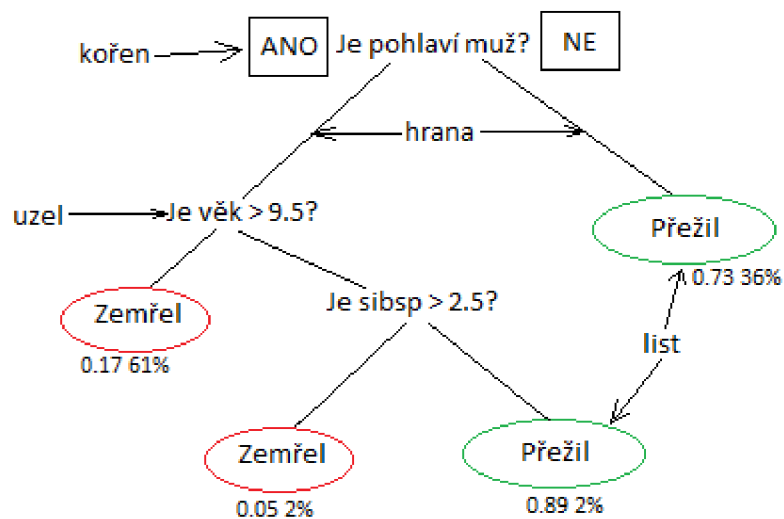 kořen
ANO
Je pohlaví muž?
NE
hrana
uzel
Je věk > 9.5?
Přežil
0.73 36%
Zemřel
0.17 61%
Je sibsp > 2.5?
list
Zemřel
0.05 2%
Přežil
0.89 2%